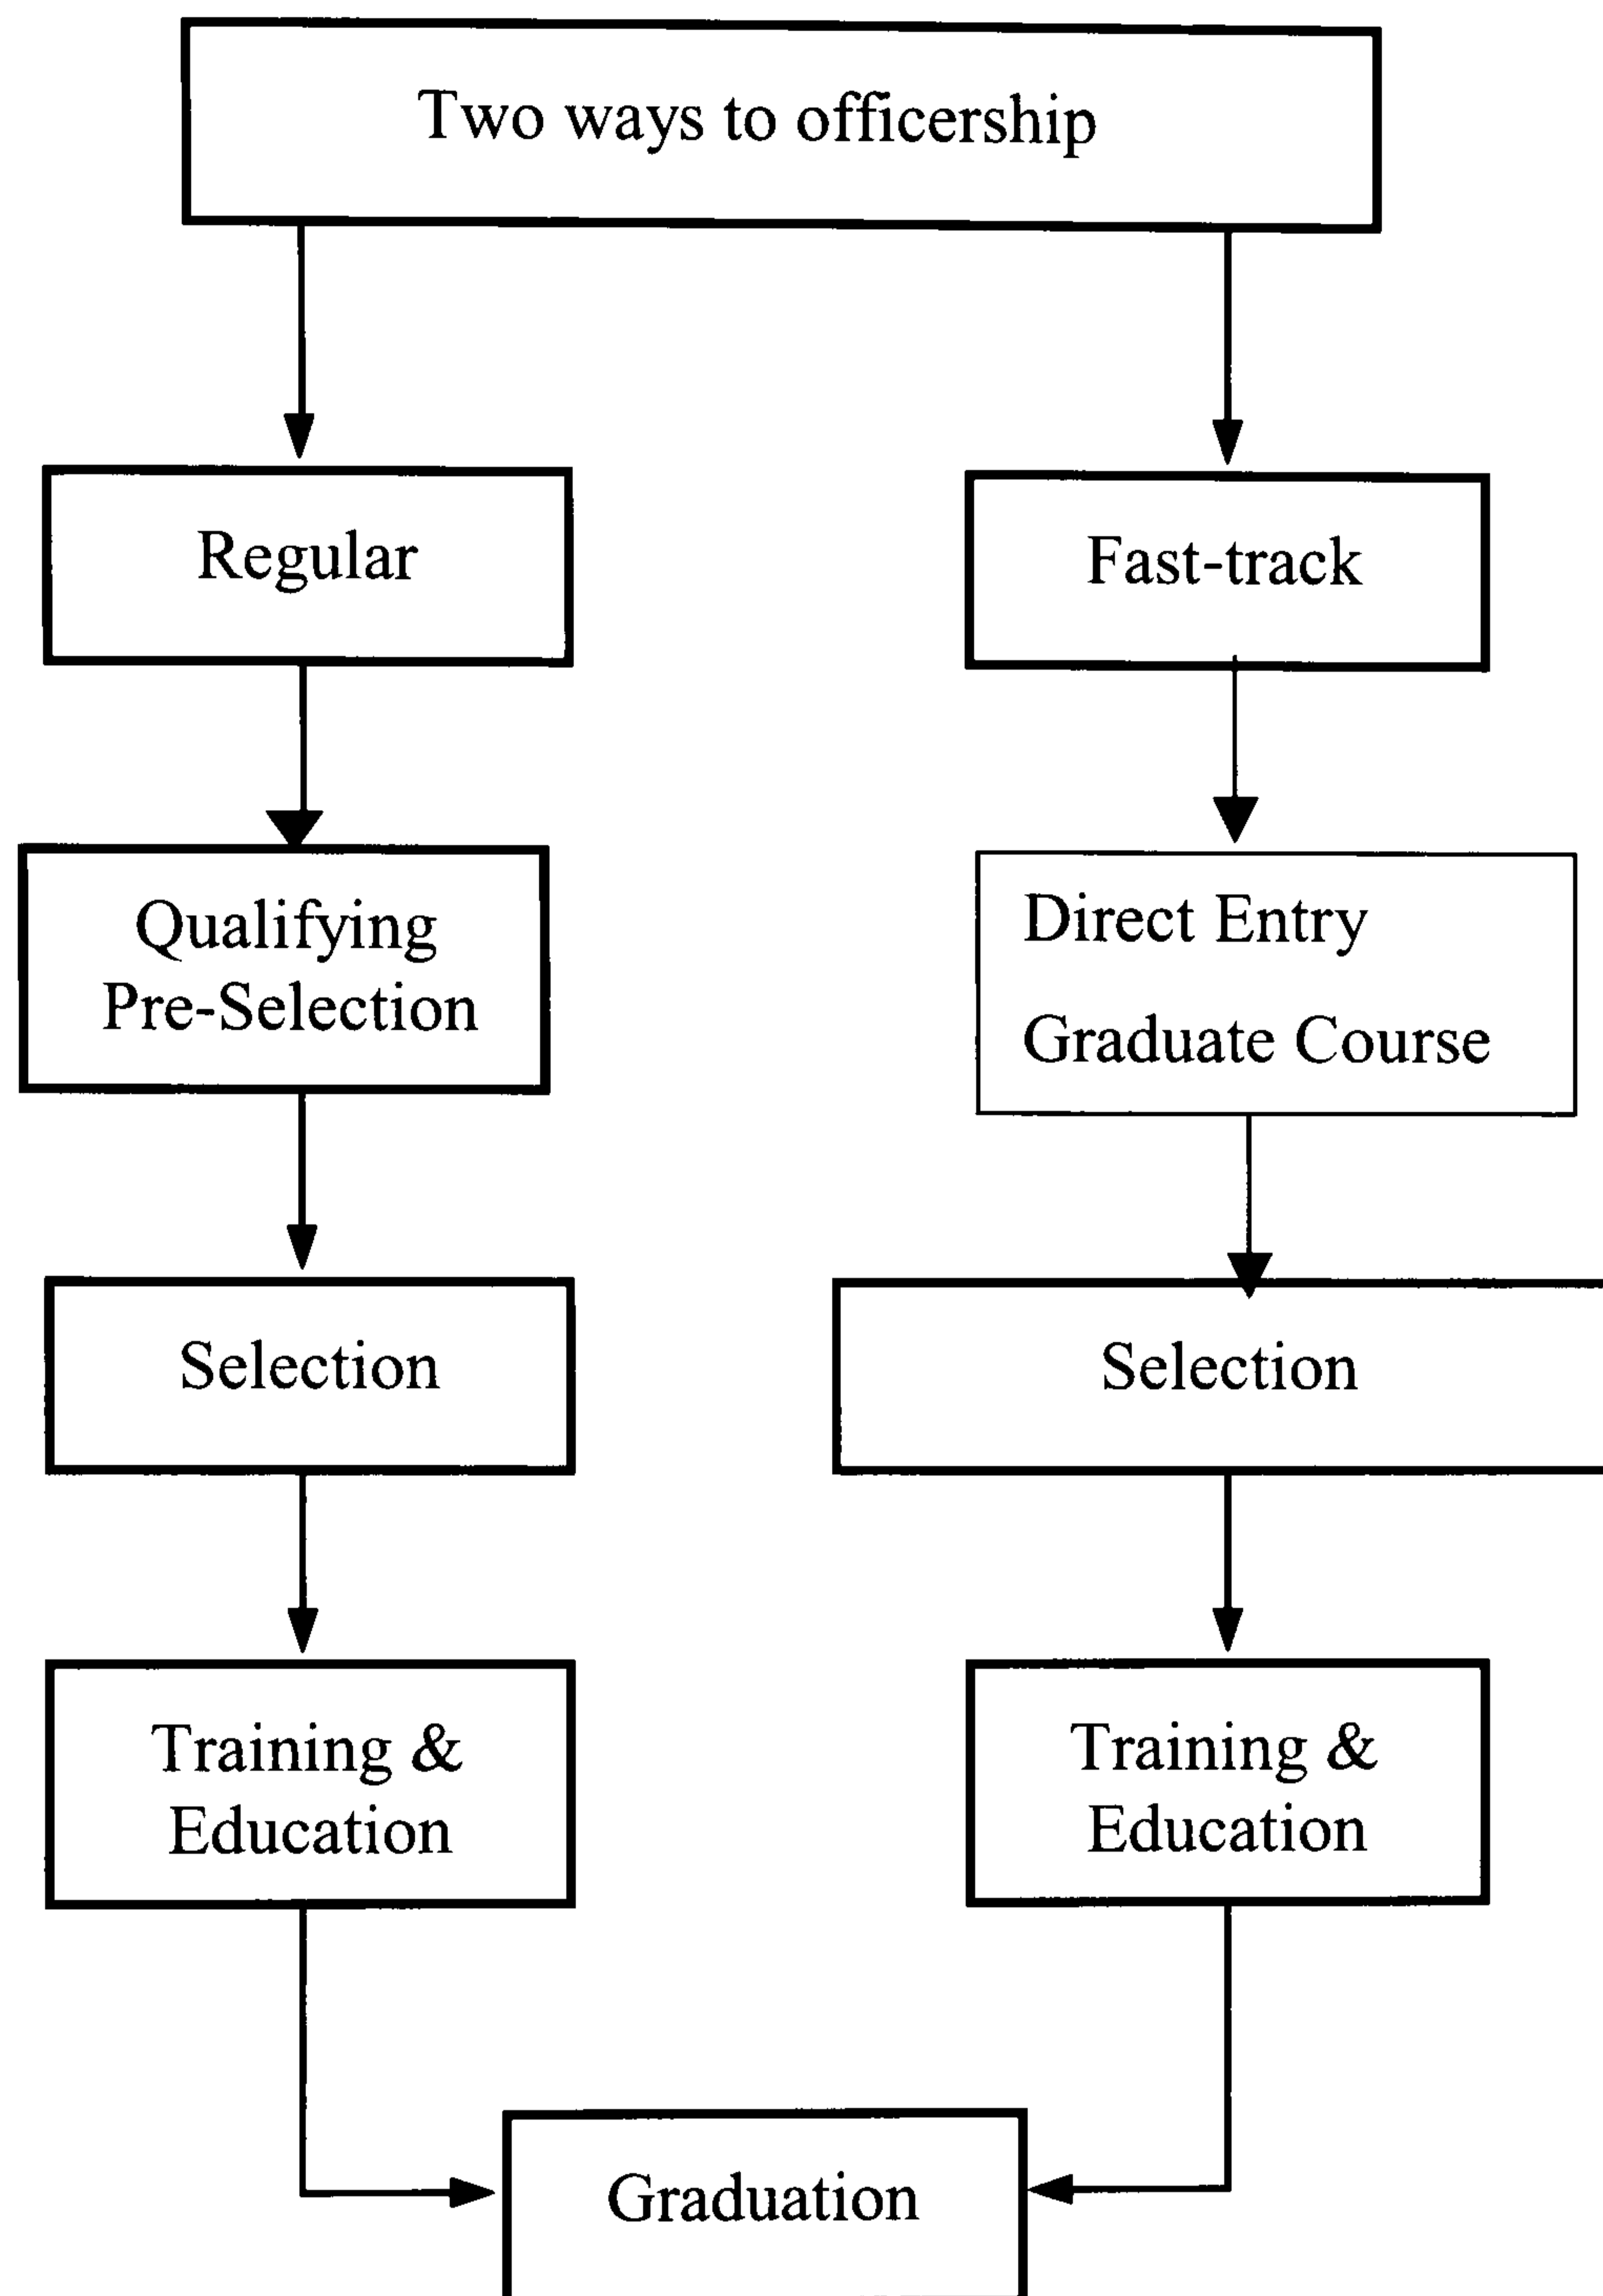 Two ways to officership
Regular
Fast-track
Qualifying
Pre-Selection
Direct Entry
Graduate Course
Selection
Selection
Training &
Education
Training &
Education
Graduation